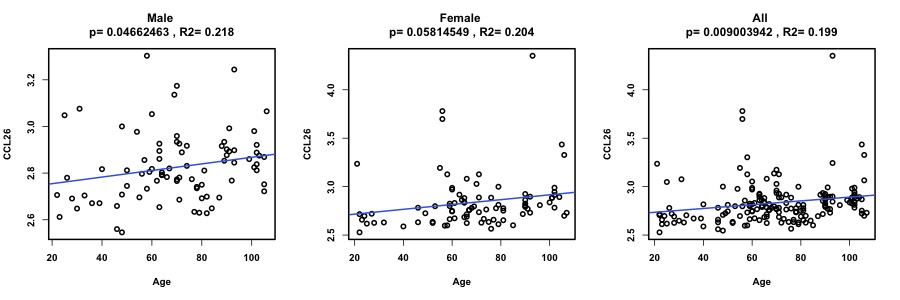 Male
p= 0.04662463 , R2= 0.218
CCL26
3.2
3.0
2.8
2.6
20 40 60 80 100
Age
Female
p= 0.05814549 , R2= 0.204
CCL26
4.0
3.5
3.0
2.5
20 40 60 80 100
Age
All
p= 0.009003942 , R2= 0.199
CCL26
4.0
3.5
3.0
2.5
20 40 60 80 100
Age